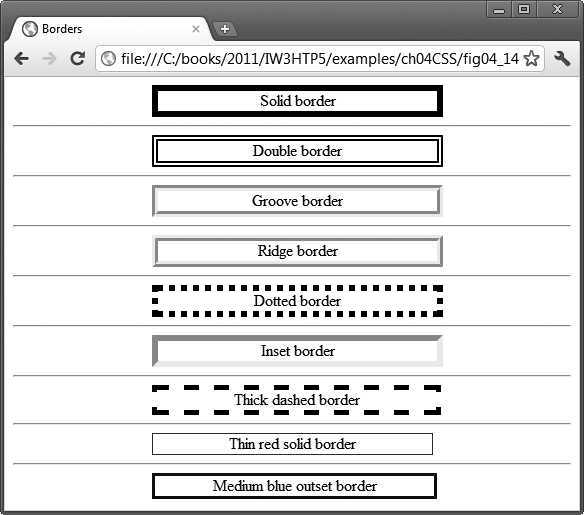 Borders
file:///C:/books/2011/IW3HTP5/examples/ch04CSS/fig04_14
Solid border
Double border
Groove border
Ridge border
Dotted border
Inset border
Thick dashed border
Thin red solid border
Medium blue outset border